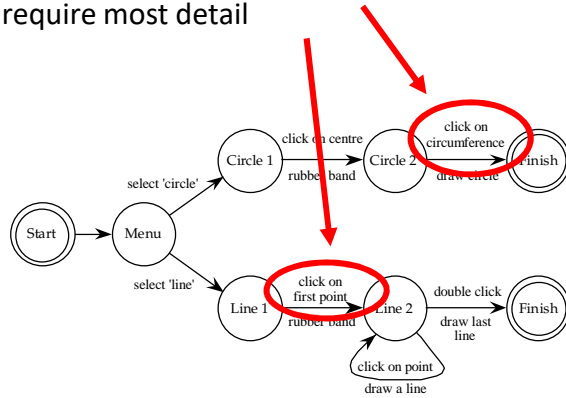 require most detail
click on centre
click on
circumference
Circle 1
Circle 2
Finish
rubber band
draw circle
select 'circle'
Start
Menu
select 'line'
click on
first point
double click
Line 1
Line 2
Finish
rubber band
draw last
line
click on point
draw a line